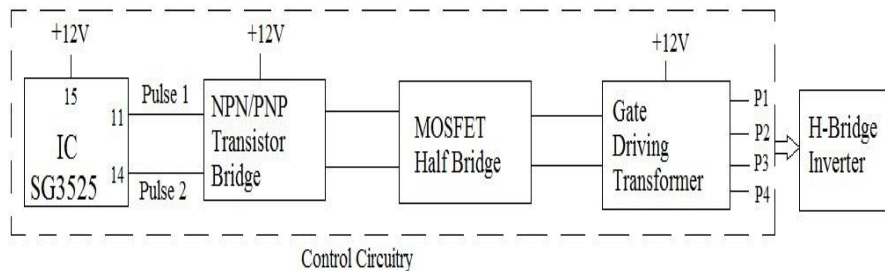 +12V
+12V
+12V
15
11
IC
SG3525
14
Pulse 1
Pulse 2
NPN/PNP
Transistor
Bridge
MOSFET
Half Bridge
Gate
Driving
Transformer
P1
P2
P3
P4
H-Bridge
Inverter
Control Circuitry